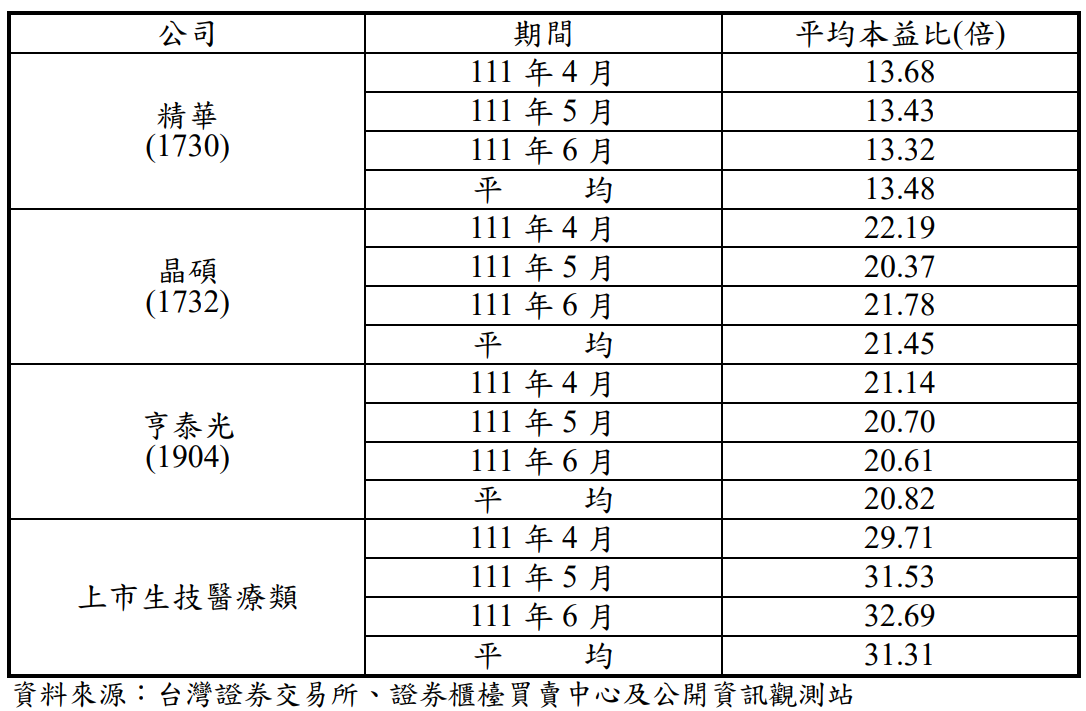 公司 期間 平均本益比(倍)
精華
(1730)
111 年 4 月 13.68
111 年 5 月 13.43
111 年 6 月 13.32
平 均 13.48
晶碩
(1732)
111 年 4 月 22.19
111 年 5 月 20.37
111 年 6 月 21.78
平 均 21.45
亨泰光
(1904)
111 年 4 月 21.14
111 年 5 月 20.70
111 年 6 月 20.61
平 均 20.82
上市生技醫療類
111 年 4 月 29.71
111 年 5 月 31.53
111 年 6 月 32.69
平 均 31.31
資料來源：台灣證券交易所、證券櫃檯買賣中心及公開資訊觀測站